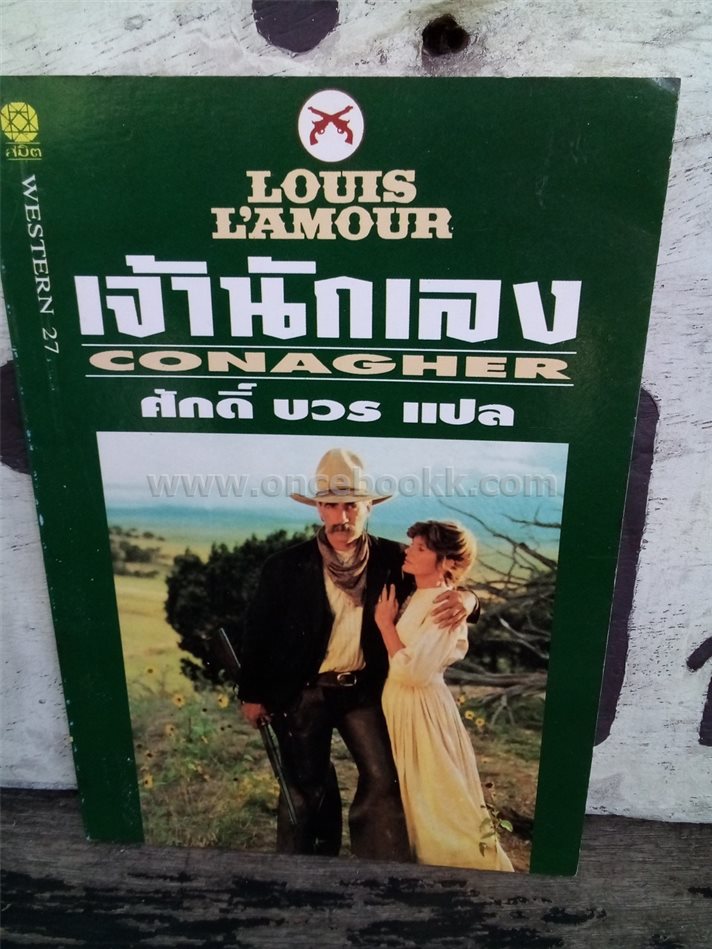 LOUIS
L'AMOUR
เจ้านักเลง
CONAGHER
ศักดิ์ บวร แปล
สมิต
WESTERN 27
www.oncebookk.com